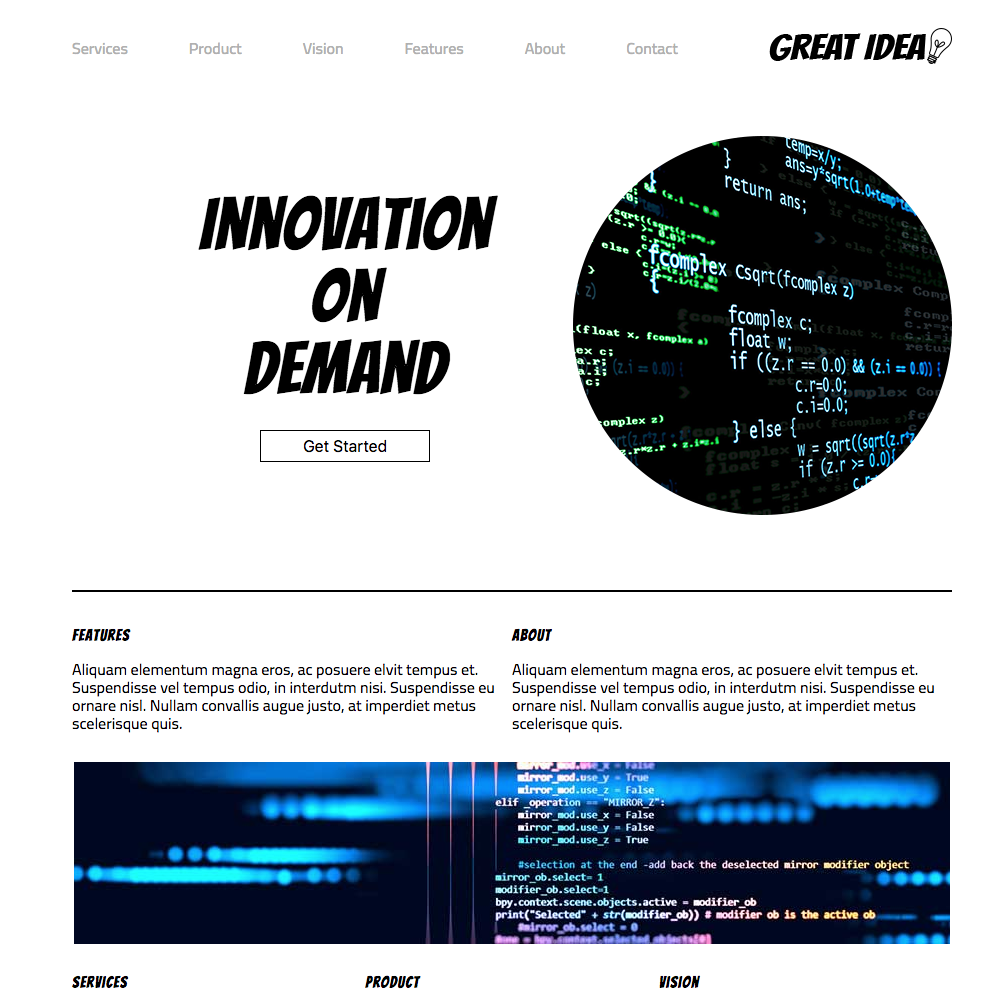 Services Product Vision Features About Contact GREAT IDEA
INNOVATION
ON
DEMAND
Get Started
temp=x/y;
}
ans=y*sqrt(1.0+temp*temp
return ans;
fcomplex Csqrt(fcomplex z)
{
fcomplex c;
float w;
if ((z.r == 0.0) && (z.i == 0.0)) {
c.r=0.0;
c.i=0.0;
} else {
w = sqrt((sqrt(z.r*z
if (z.r >= 0.0){
(float x, fcomplex a)
FEATURES
Aliquam elementum magna eros, ac posuere elvit tempus et.
Suspendisse vel tempus odio, in interdutm nisi. Suspendisse eu
ornare nisl. Nullam convallis augue justo, at imperdiet metus
scelerisque quis.
ABOUT
Aliquam elementum magna eros, ac posuere elvit tempus et.
Suspendisse vel tempus odio, in interdutm nisi. Suspendisse eu
ornare nisl. Nullam convallis augue justo, at imperdiet metus
scelerisque quis.
mirror_mod.use_x = False
mirror_mod.use_y = True
mirror_mod.use_z = False
elif _operation == "MIRROR_Z":
mirror_mod.use_x = False
mirror_mod.use_y = False
mirror_mod.use_z = True
#selection at the end -add back the deselected mirror modifier object
mirror_ob.select= 1
modifier_ob.select=1
bpy.context.scene.objects.active = modifier_ob
print("Selected" + str(modifier_ob)) # modifier ob is the active ob
#mirror_ob.select = 0
SERVICES PRODUCT VISION